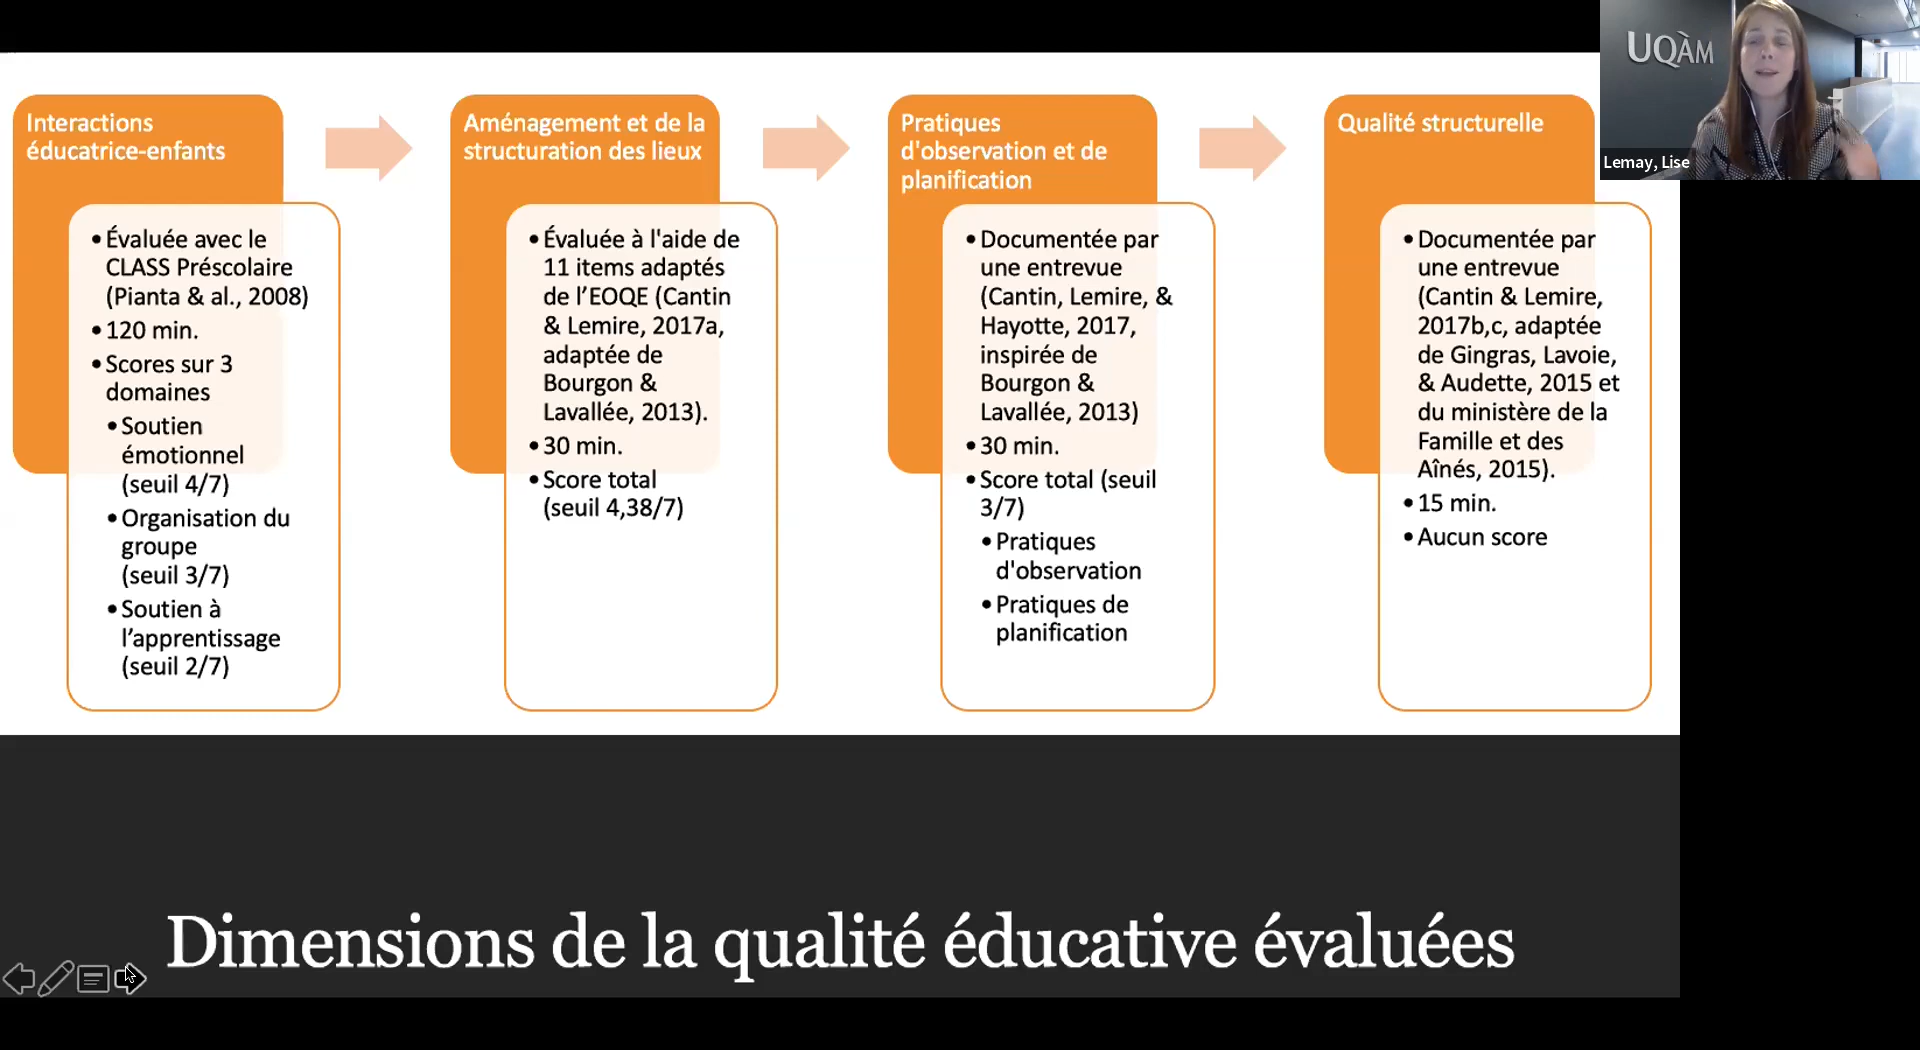 UQÀM
Lemay, Lise
Interactions
éducatrice-enfants
•Évaluée avec le
CLASS Préscolaire
(Pianta & al., 2008)
•120 min.
•Scores sur 3
domaines
•Soutien
émotionnel
(seuil 4/7)
•Organisation du
groupe
(seuil 3/7)
•Soutien à
l’apprentissage
(seuil 2/7)
Aménagement et de la
structuration des lieux
•Évaluée à l'aide de
11 items adaptés
de l’EOQE (Cantin
& Lemire, 2017a,
adaptée de
Bourgon &
Lavallée, 2013).
•30 min.
•Score total
(seuil 4,38/7)
Pratiques
d'observation et de
planification
•Documentée par
une entrevue
(Cantin, Lemire, &
Hayotte, 2017,
inspirée de
Bourgon &
Lavallée, 2013)
•30 min.
•Score total (seuil
3/7)
•Pratiques
d'observation
•Pratiques de
planification
Qualité structurelle
•Documentée par
une entrevue
(Cantin & Lemire,
2017b,c, adaptée
de Gingras, Lavoie,
& Audette, 2015 et
du ministère de la
Famille et des
Aînés, 2015).
•15 min.
•Aucun score
Dimensions de la qualité éducative évaluées